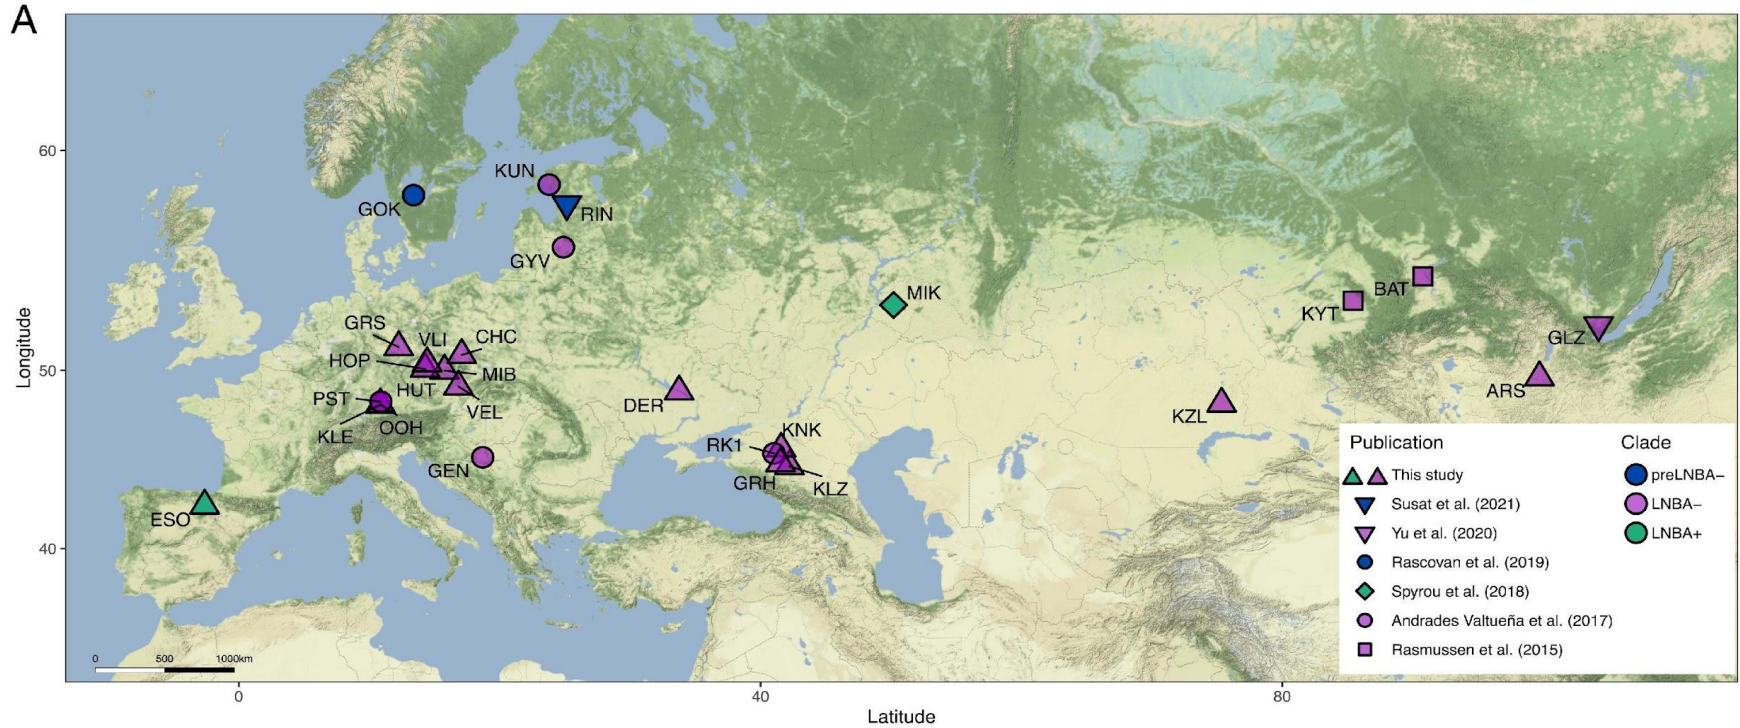 A
60
50
40
Longitude
0
40
80
Latitude
0 500 1000km
KUN
GOK
RIN
GYV
MIK
BAT
KYT
GLZ
ARS
KZL
GRS
VLI
CHC
HOP
MIB
HUT
PST
VEL
KLE
OOH
DER
GEN
KNK
RK1
GRH
KLZ
ESO
Publication
This study
Susat et al. (2021)
Yu et al. (2020)
Rascovan et al. (2019)
Spyrou et al. (2018)
Andrades Valtueña et al. (2017)
Rasmussen et al. (2015)
Clade
preLNBA−
LNBA−
LNBA+